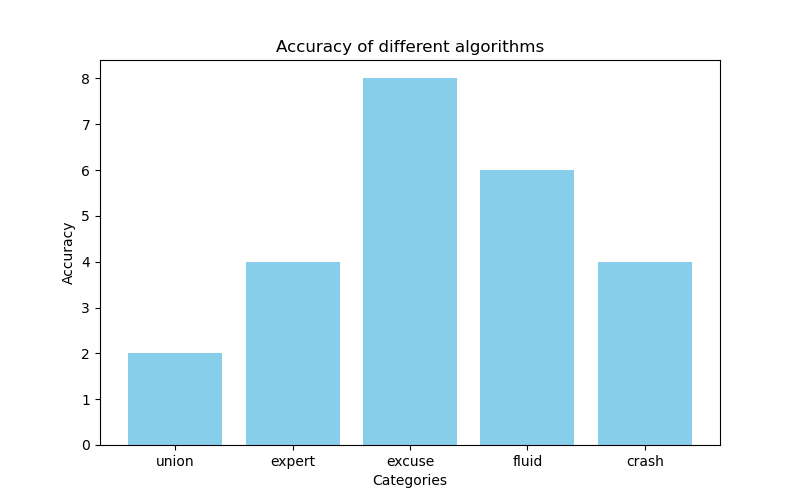 Accuracy of different algorithms
Accuracy
8
7
6
5
4
3
2
1
0
union expert excuse fluid crash
Categories